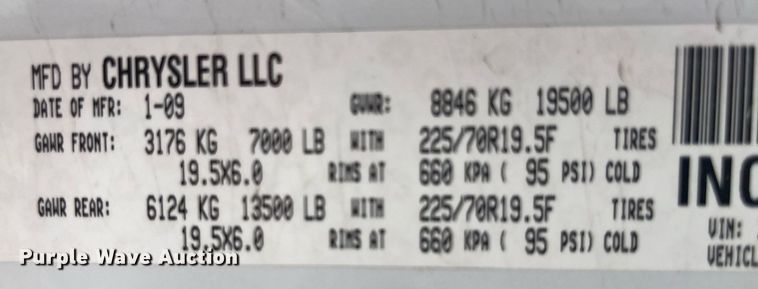 MFD BY CHRYSLER LLC
DATE OF MFR: 1-09 GVWR: 8846 KG 19500 LB
GAWR FRONT: 3176 KG 7000 LB WITH 225/70R19.5F TIRES
19.5X6.0 RIMS AT 660 KPA ( 95 PSI) COLD
GAWR REAR: 6124 KG 13500 LB WITH 225/70R19.5F TIRES
19.5X6.0 RIMS AT 660 KPA ( 95 PSI) COLD
INC
VIN:
VEHICL
Purple Wave Auction